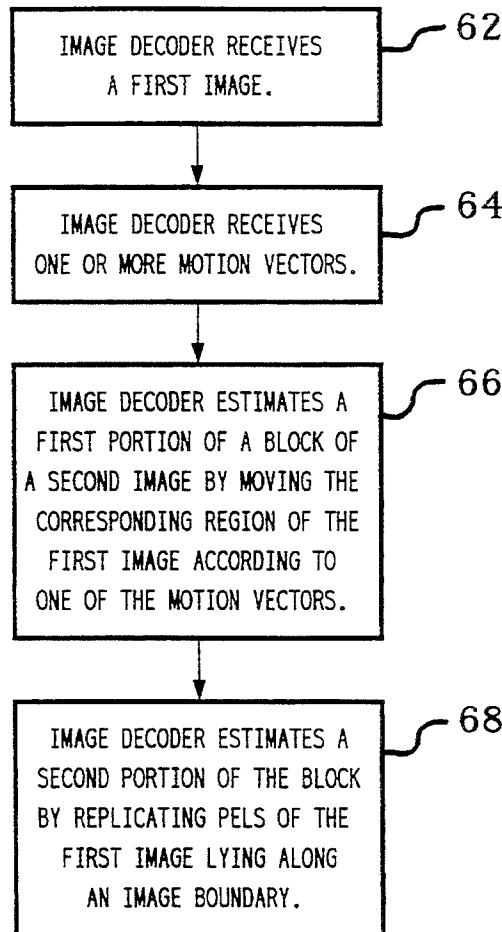 IMAGE DECODER RECEIVES
A FIRST IMAGE.
62
IMAGE DECODER RECEIVES
ONE OR MORE MOTION VECTORS.
64
IMAGE DECODER ESTIMATES A
FIRST PORTION OF A BLOCK OF
A SECOND IMAGE BY MOVING THE
CORRESPONDING REGION OF THE
FIRST IMAGE ACCORDING TO
ONE OF THE MOTION VECTORS.
66
IMAGE DECODER ESTIMATES A
SECOND PORTION OF THE BLOCK
BY REPLICATING PELS OF THE
FIRST IMAGE LYING ALONG
AN IMAGE BOUNDARY.
68